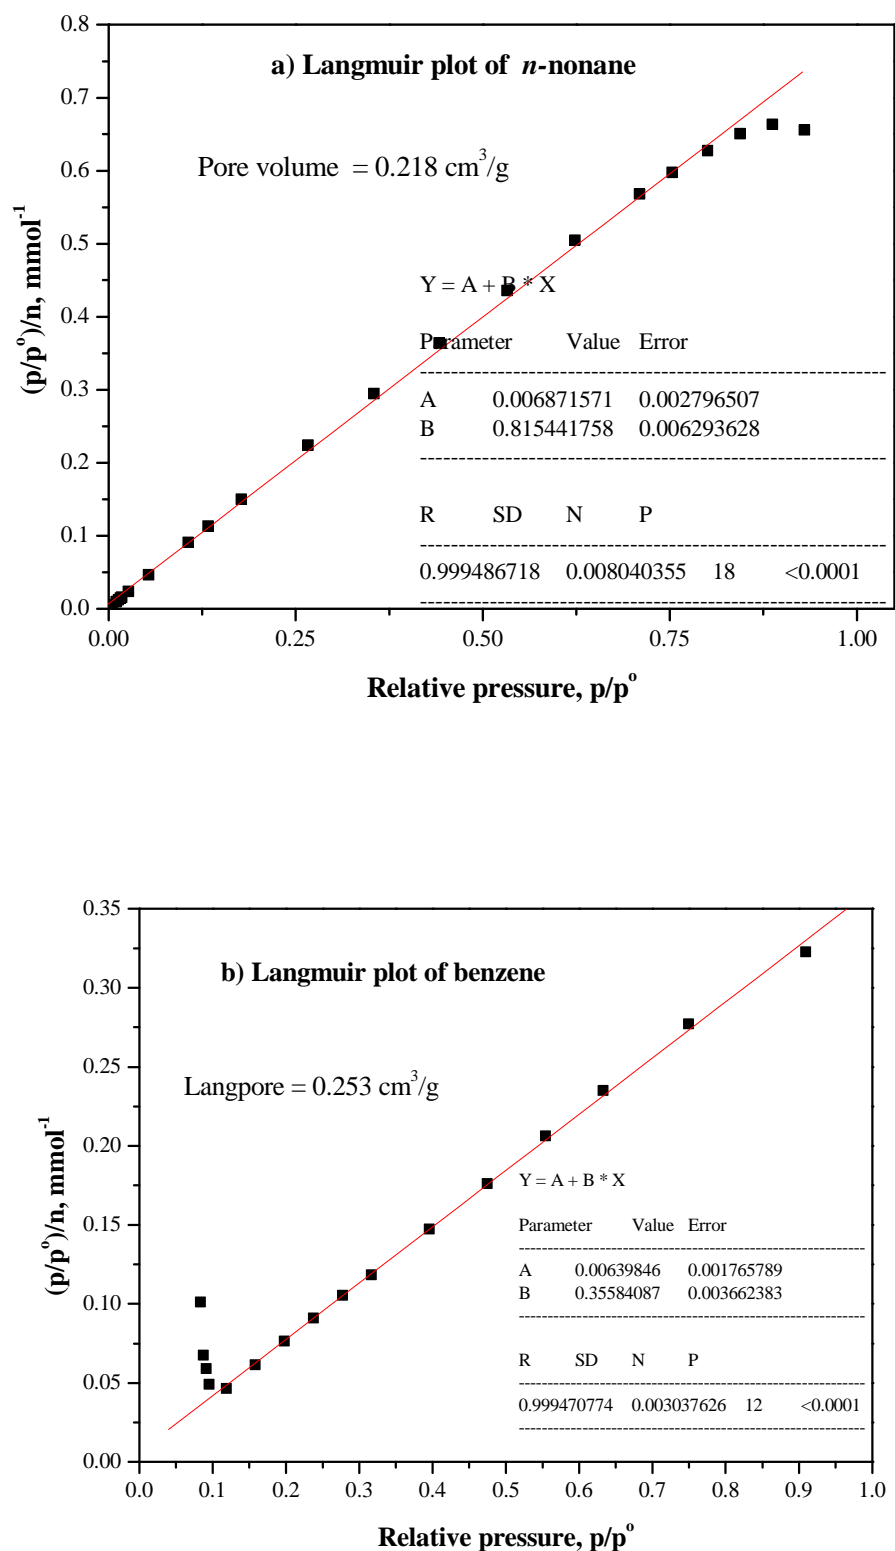 a) Langmuir plot of n-nonane
Pore volume = 0.218 cm³/g
(p/p°)/n, mmol⁻¹
0.8
0.7
0.6
0.5
0.4
0.3
0.2
0.1
0.0
Y = A + B * X
Parameter Value Error
A 0.006871571 0.002796507
B 0.815441758 0.006293628
R SD N P
0.999486718 0.008040355 18 <0.0001
0.00 0.25 0.50 0.75 1.00
Relative pressure, p/p°
b) Langmuir plot of benzene
Langpore = 0.253 cm³/g
(p/p°)/n, mmol⁻¹
0.35
0.30
0.25
0.20
0.15
0.10
0.05
0.00
Y = A + B * X
Parameter Value Error
A 0.00639846 0.001765789
B 0.35584087 0.003662383
R SD N P
0.999470774 0.003037626 12 <0.0001
0.0 0.1 0.2 0.3 0.4 0.5 0.6 0.7 0.8 0.9 1.0
Relative pressure, p/p°